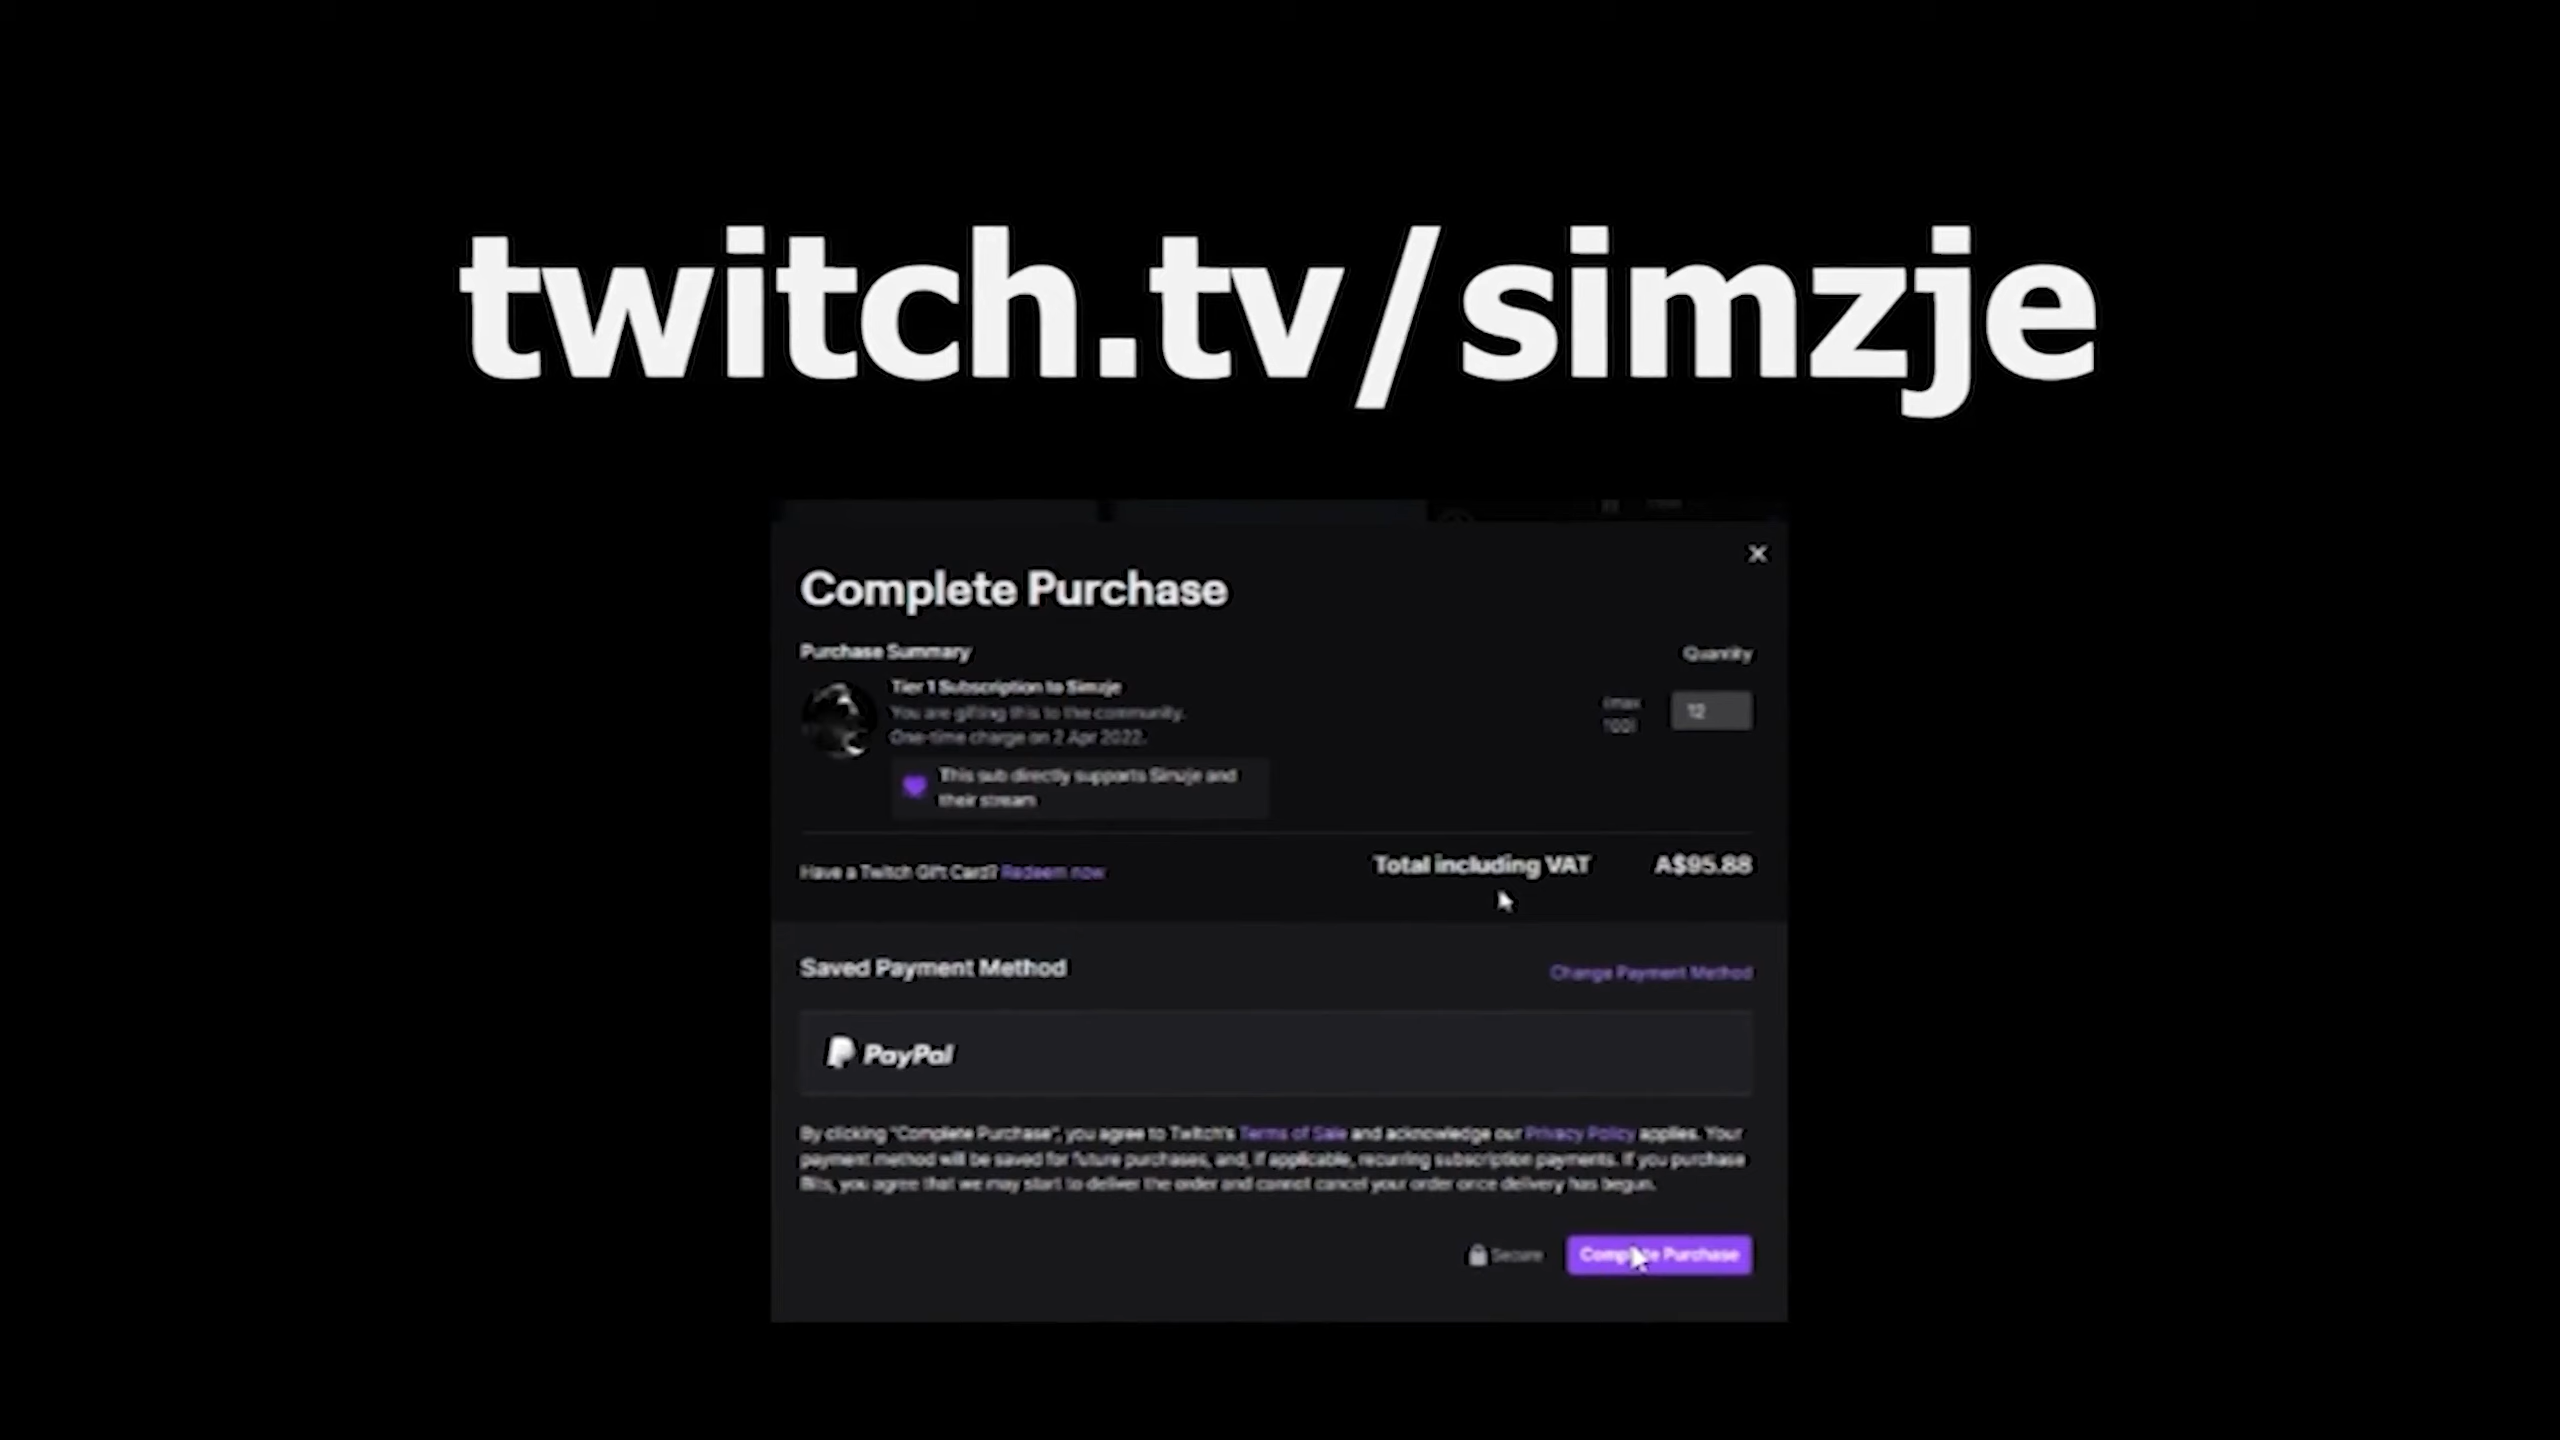 twitch.tv/simzje
Complete Purchase
Purchase Summary
Quantity
Tier 1 Subscription to Simzje
You are gifting this to the community.
(max
100)
12
One-time charge on 2 Apr 2022.
This sub directly supports Simzje and
their stream
Have a Twitch Gift Card? Redeem now
Total including VAT A$95.88
Saved Payment Method
Change Payment Method
PayPal
By clicking "Complete Purchase", you agree to Twitch's Terms of Sale and acknowledge our Privacy Policy applies. Your
payment method will be saved for future purchases, and, if applicable, recurring subscription payments. If you purchase
Bits, you agree that we may start to deliver the order and cannot cancel your order once delivery has begun.
Secure
Complete Purchase